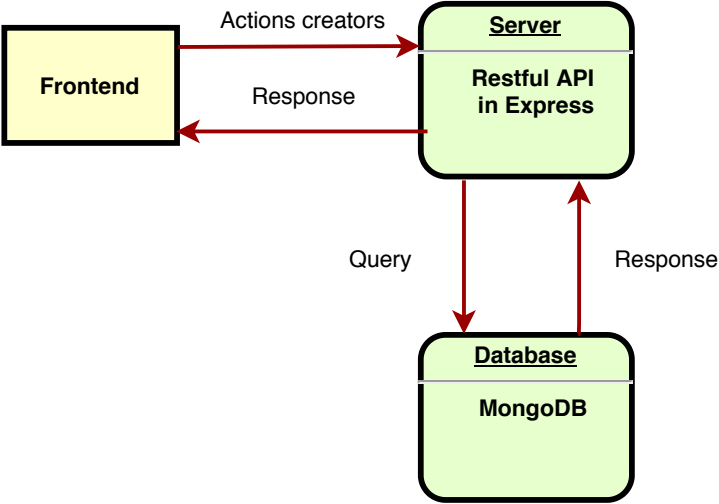 Actions creators
Server
Frontend
Restful API
in Express
Response
Query
Response
Database
MongoDB